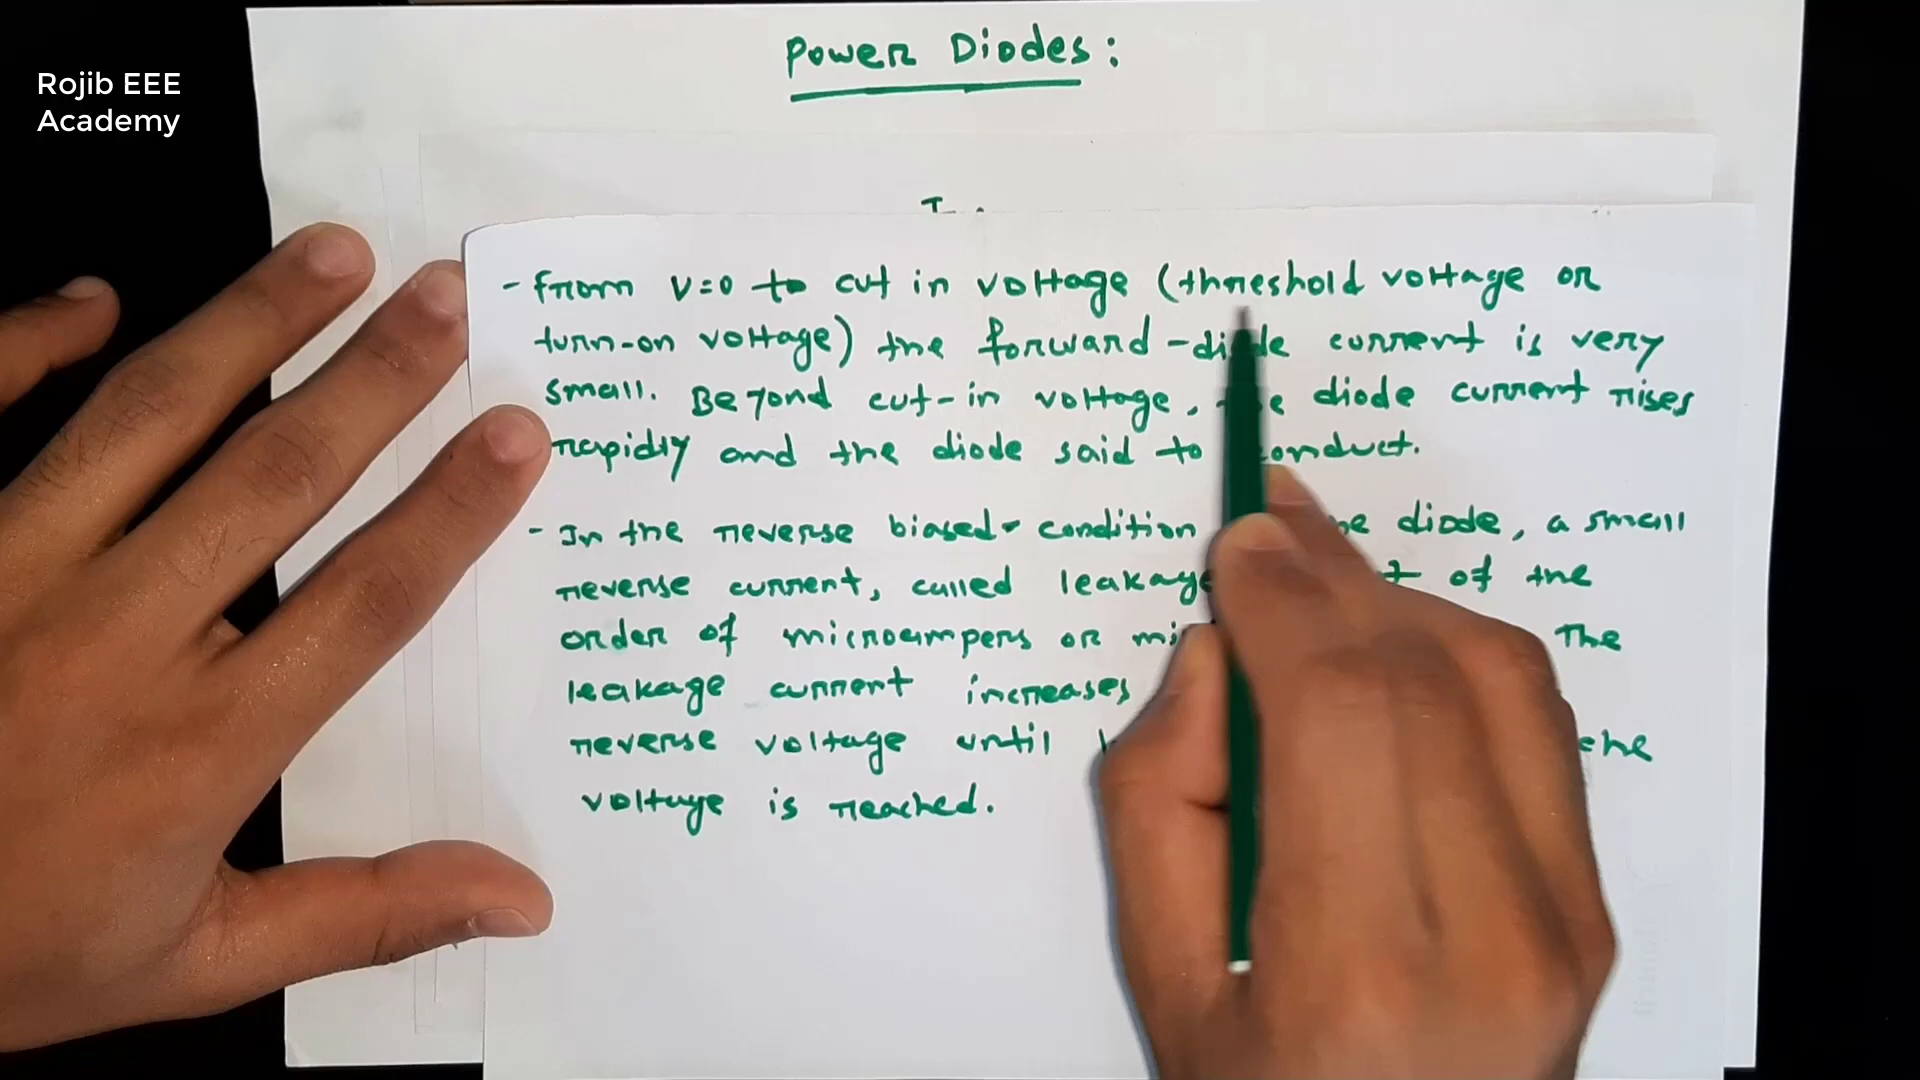 Rojib EEE
Academy
Power Diodes:
- From V=0 to cut in voltage (threshold voltage or
turn-on voltage) the forward-diode current is very
small. Beyond cut-in voltage, the diode current rises
rapidly and the diode said to conduct.
- In the reverse biased condition diode, a small
reverse current, called leakage of the
order of microampers or The
leakage current increases
reverse voltage until
voltage is reached.